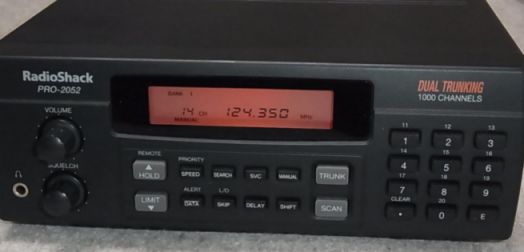 RadioShack
PRO-2052
VOLUME
SQUELCH
BANK 1
14 CH 124.350 MHz
MANUAL
DUAL TRUNKING
1000 CHANNELS
REMOTE
HOLD
LIMIT
PRIORITY
SPEED SEARCH SVC MANUAL
TRUNK
ALERT L/O
DATA SKIP DELAY SHIFT
SCAN
11 12 13
1 2 3
14 15 16
4 5 6
17 18 19
7 8 9
CLEAR 20
. 0 E